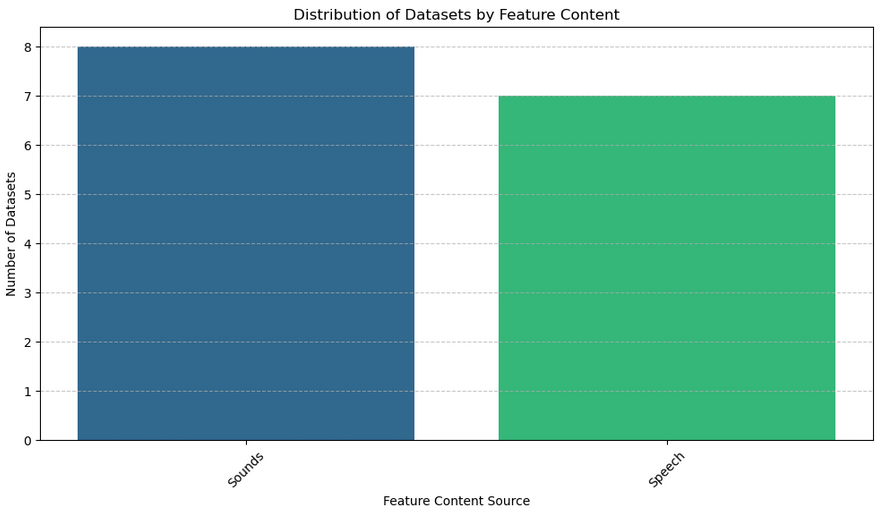 Distribution of Datasets by Feature Content
Number of Datasets
8
7
6
5
4
3
2
1
0
Sounds
Speech
Feature Content Source